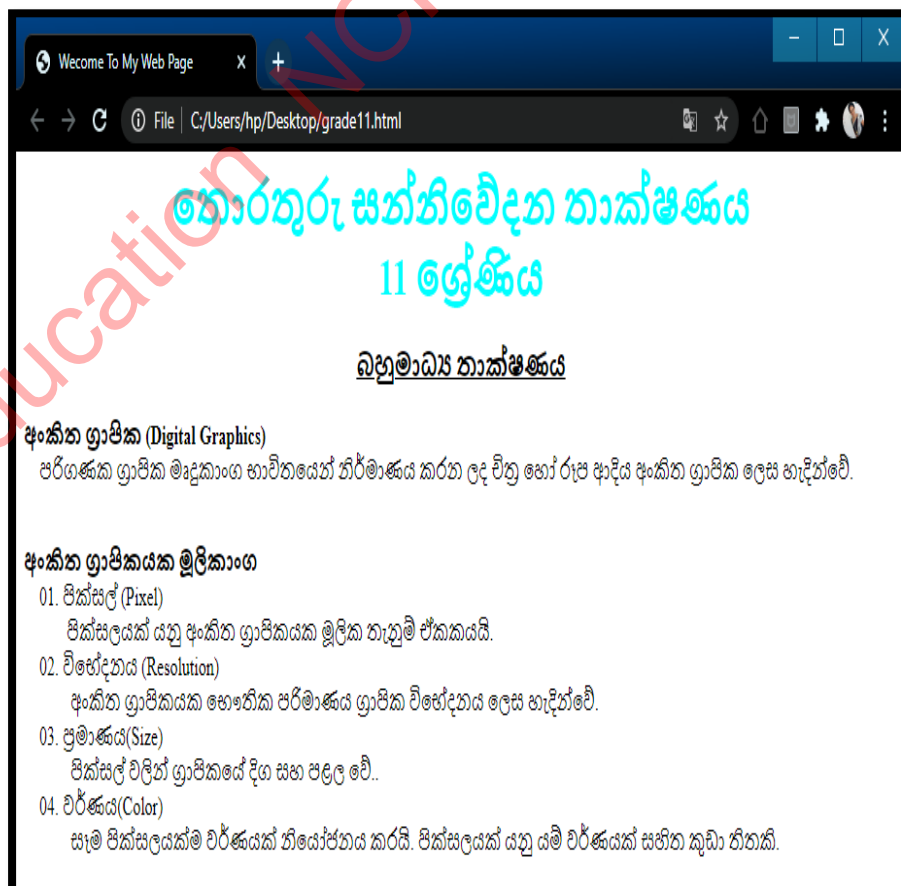 Wecome To My Web Page
File C:/Users/hp/Desktop/grade11.html
තොරතුරු සන්නිවේදන තාක්ෂණය
11 ශ්‍රේණිය
බහුමාධ්‍ය තාක්ෂණය
අංකිත ග්‍රාපික (Digital Graphics)
පරිගණක ග්‍රාපික මෘදුකාංග භාවිතයෙන් නිර්මාණය කරන ලද චිත්‍ර හෝ රූප ආදිය අංකිත ග්‍රාපික ලෙස හැදින්වේ.
අංකිත ග්‍රාපිකයක මූලිකාංග
01. පික්සල් (Pixel)
පික්සලයක් යනු අංකිත ග්‍රාපිකයක මූලික තැනුම් ඒකකයයි.
02. විභේදනය (Resolution)
අංකිත ග්‍රාපිකයක භෞතික පරිමාණය ග්‍රාපික විභේදනය ලෙස හැදින්වේ.
03. ප්‍රමාණය(Size)
පික්සල් වලින් ග්‍රාපිකයේ දිග සහ පළල වේ..
04. වර්ණය(Color)
සෑම පික්සලයක්ම වර්ණයක් නියෝජනය කරයි. පික්සලයක් යනු යම් වර්ණයක් සහිත කුඩා තිතකි.